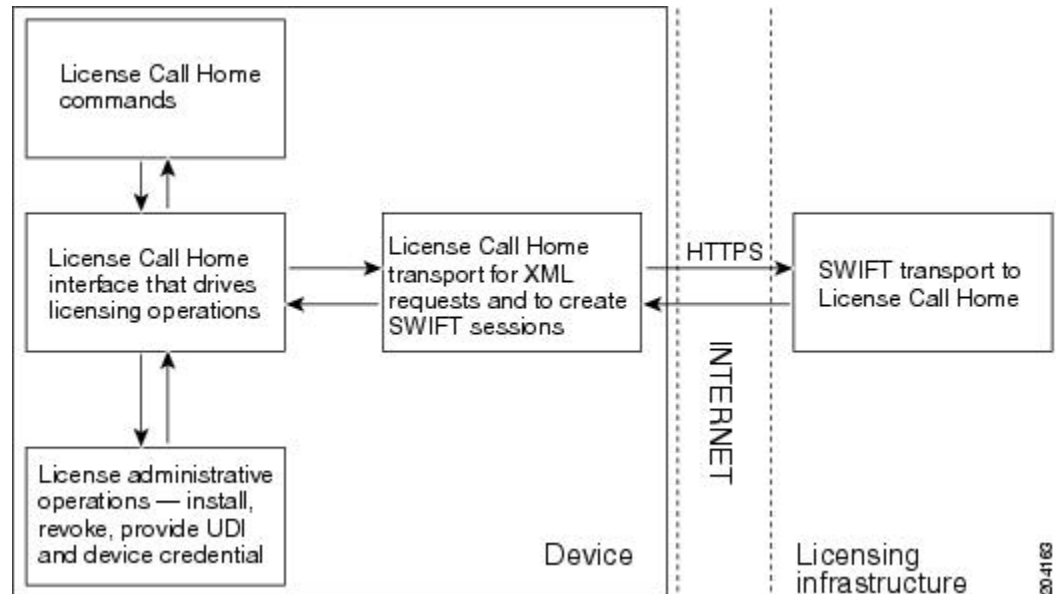 License Call Home
commands
License Call Home
interface that drives
licensing operations
License Call Home
transport for XML
requests and to create
SWIFT sessions
HTTPS
SWIFT transport to
License Call Home
INTERNET
License administrative
operations — install,
revoke, provide UDI
and device credential
Device
Licensing
infrastructure
204163